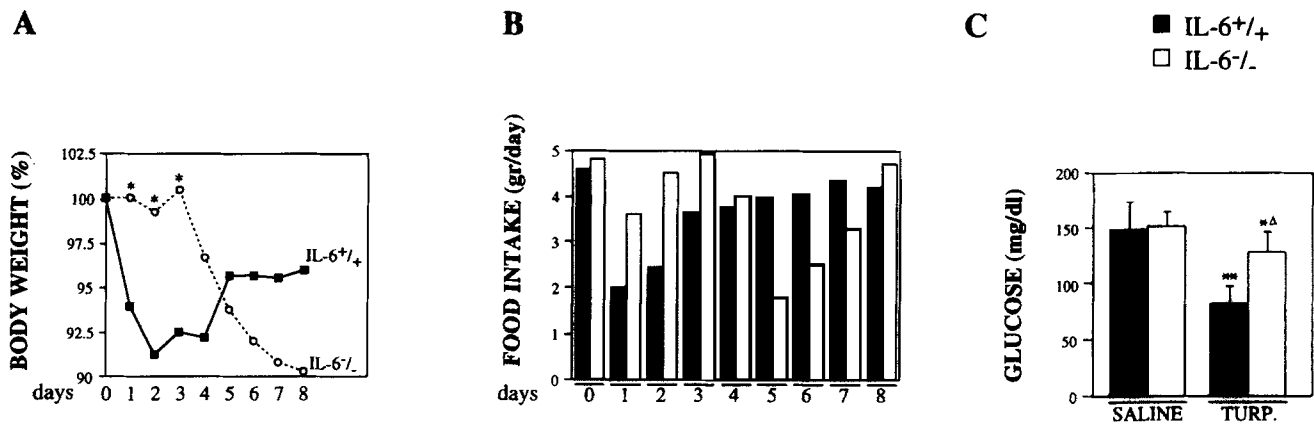 A
BODY WEIGHT (%)
102.5
100
97.5
95
92.5
90
* * *
IL-6+/+
IL-6-/-
days 0 1 2 3 4 5 6 7 8
B
FOOD INTAKE (gr/day)
5
4
3
2
1
0
days 0 1 2 3 4 5 6 7 8
C
IL-6+/+
IL-6-/-
GLUCOSE (mg/dl)
200
150
100
50
0
** *Δ
SALINE TURP.